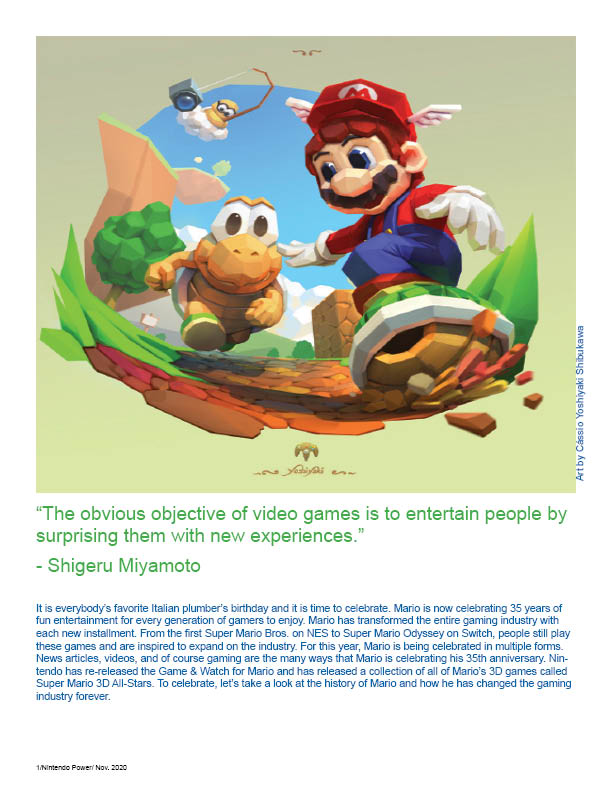 M
Yoshiyaki
Art by Cássio Yoshiyaki Shibukawa
“The obvious objective of video games is to entertain people by
surprising them with new experiences.”
- Shigeru Miyamoto
It is everybody’s favorite Italian plumber’s birthday and it is time to celebrate. Mario is now celebrating 35 years of
fun entertainment for every generation of gamers to enjoy. Mario has transformed the entire gaming industry with
each new installment. From the first Super Mario Bros. on NES to Super Mario Odyssey on Switch, people still play
these games and are inspired to expand on the industry. For this year, Mario is being celebrated in multiple forms.
News articles, videos, and of course gaming are the many ways that Mario is celebrating his 35th anniversary. Nin-
tendo has re-released the Game & Watch for Mario and has released a collection of all of Mario’s 3D games called
Super Mario 3D All-Stars. To celebrate, let’s take a look at the history of Mario and how he has changed the gaming
industry forever.
1/Nintendo Power/ Nov. 2020